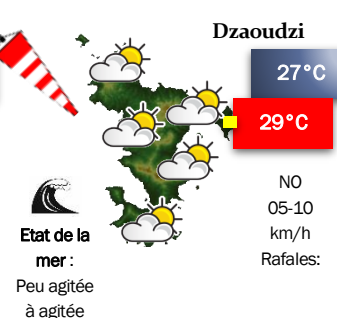 Dzaoudzi
27°C
29°C
NO
05-10
km/h
Rafales:
Etat de la
mer :
Peu agitée
à agitée